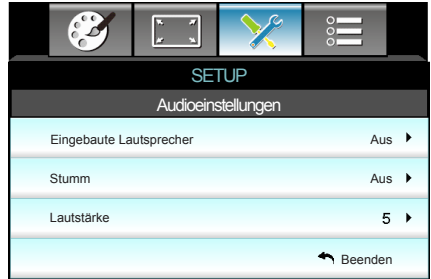 SETUP
Audioeinstellungen
Eingebaute Lautsprecher Aus
Stumm Aus
Lautstärke 5
Beenden